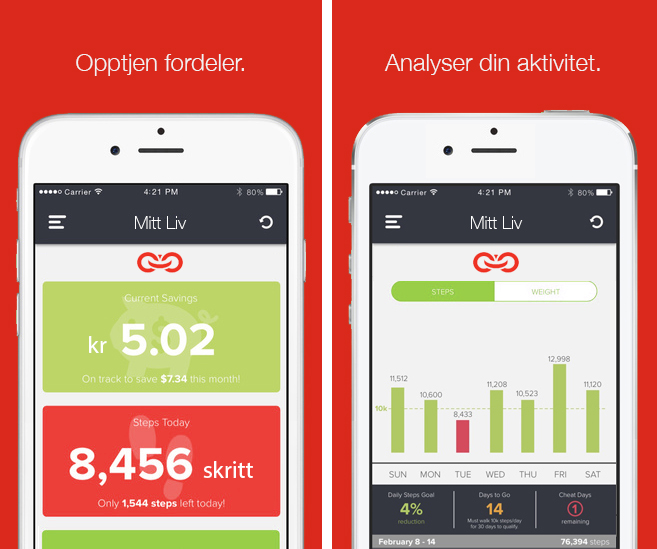 Opptjen fordeler.
Carrier 4:21 PM 80%
Mitt Liv
Current Savings
kr 5.02
On track to save $7.34 this month!
Steps Today
8,456 skritt
Only 1,544 steps left today!
Analyser din aktivitet.
Carrier 4:21 PM 80%
Mitt Liv
STEPS WEIGHT
12,998
11,512
11,208
11,120
10,600
10,523
10k
8,433
SUN MON TUE WED THU FRI SAT
Daily Steps Goal
4%
reduction
Days to Go
14
Must walk 10k steps/day
for 30 days to qualify
Cheat Days
1
remaining
February 8 - 14 76,394 steps